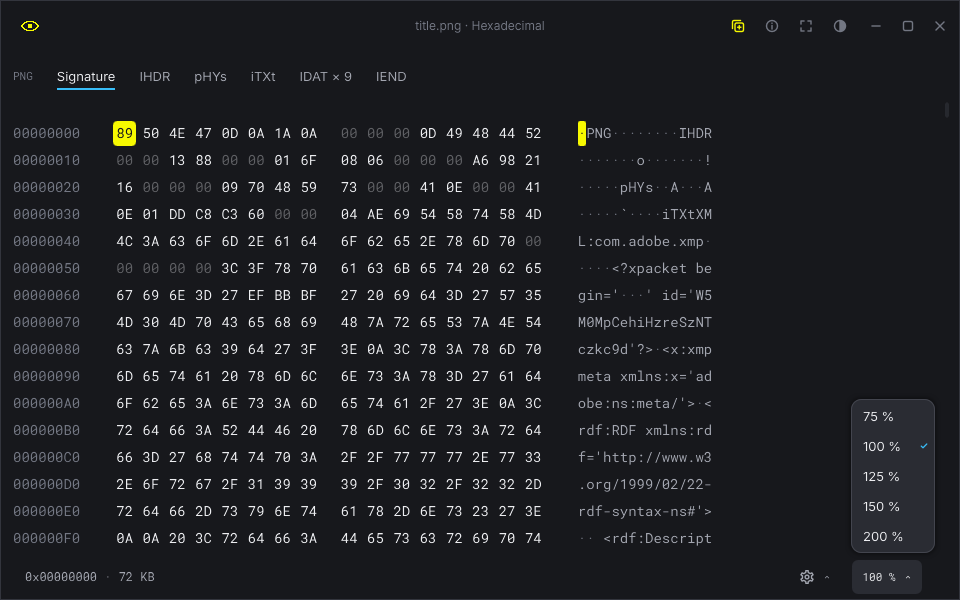 title.png · Hexadecimal
PNG Signature IHDR pHYs iTXt IDAT × 9 IEND
00000000 89 50 4E 47 0D 0A 1A 0A 00 00 00 0D 49 48 44 52 ·PNG········IHDR
00000010 00 00 13 88 00 00 01 6F 08 06 00 00 00 A6 98 21 ·······o·······!
00000020 16 00 00 00 09 70 48 59 73 00 00 41 0E 00 00 41 ·····pHYs··A···A
00000030 0E 01 DD C8 C3 60 00 00 04 AE 69 54 58 74 58 4D ·····`····iTXtXM
00000040 4C 3A 63 6F 6D 2E 61 64 6F 62 65 2E 78 6D 70 00 L:com.adobe.xmp·
00000050 00 00 00 00 3C 3F 78 70 61 63 6B 65 74 20 62 65 ····<?xpacket be
00000060 67 69 6E 3D 27 EF BB BF 27 20 69 64 3D 27 57 35 gin='···' id='W5
00000070 4D 30 4D 70 43 65 68 69 48 7A 72 65 53 7A 4E 54 M0MpCehiHzreSzNT
00000080 63 7A 6B 63 39 64 27 3F 3E 0A 3C 78 3A 78 6D 70 czkc9d'?>·<x:xmp
00000090 6D 65 74 61 20 78 6D 6C 6E 73 3A 78 3D 27 61 64 meta xmlns:x='ad
000000A0 6F 62 65 3A 6E 73 3A 6D 65 74 61 2F 27 3E 0A 3C obe:ns:meta/'>·<
000000B0 72 64 66 3A 52 44 46 20 78 6D 6C 6E 73 3A 72 64 rdf:RDF xmlns:rd
000000C0 66 3D 27 68 74 74 70 3A 2F 2F 77 77 77 2E 77 33 f='http://www.w3
000000D0 2E 6F 72 67 2F 31 39 39 39 2F 30 32 2F 32 32 2D .org/1999/02/22-
000000E0 72 64 66 2D 73 79 6E 74 61 78 2D 6E 73 23 27 3E rdf-syntax-ns#'>
000000F0 0A 0A 20 3C 72 64 66 3A 44 65 73 63 72 69 70 74 ·· <rdf:Descript
75 %
100 %
125 %
150 %
200 %
0x00000000 · 72 KB
100 %